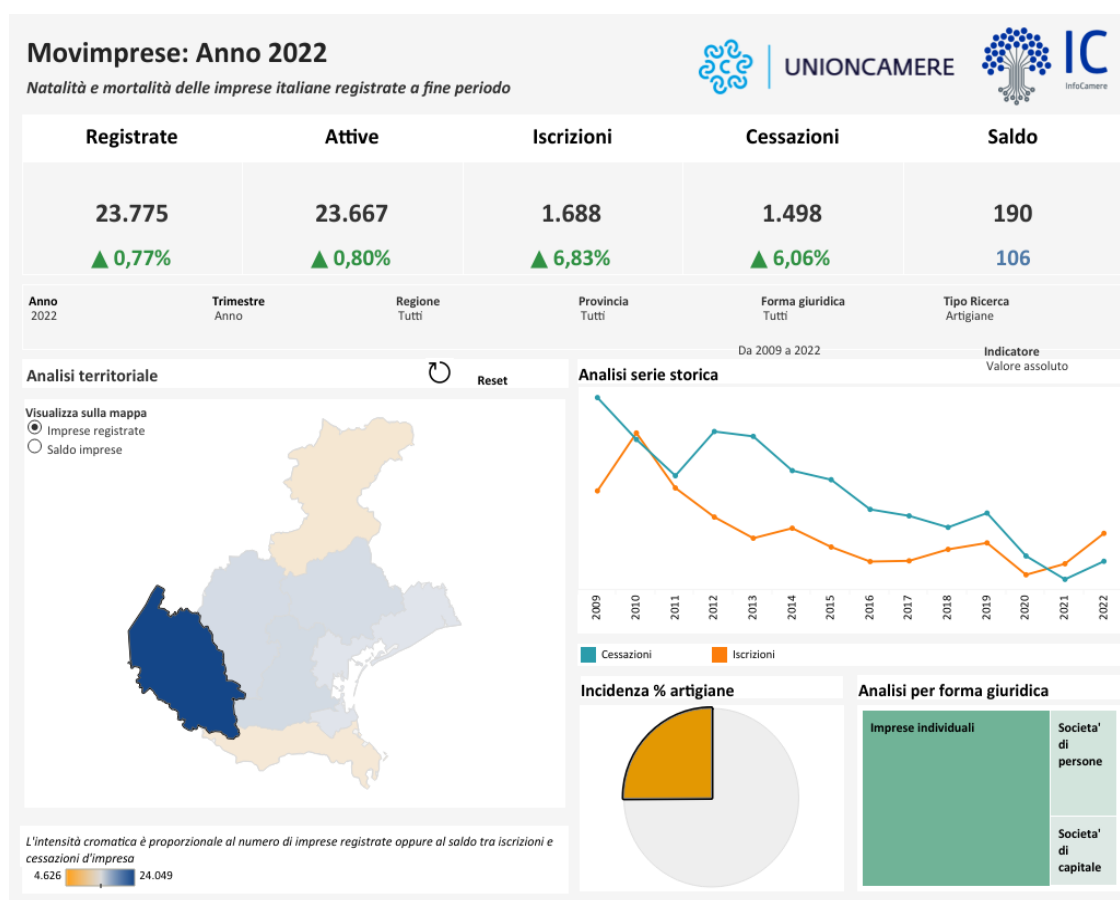 Movimprese: Anno 2022
Natalità e mortalità delle imprese italiane registrate a fine periodo
UNIONCAMERE
IC
InfoCamere
Registrate Attive Iscrizioni Cessazioni Saldo
23.775 23.667 1.688 1.498 190
▲ 0,77% ▲ 0,80% ▲ 6,83% ▲ 6,06% 106
Anno Trimestre Regione Provincia Forma giuridica Tipo Ricerca
2022 Anno Tutti Tutti Tutti Artigiane
Da 2009 a 2022
Indicatore
Valore assoluto
Analisi territoriale
Reset
Visualizza sulla mappa
Imprese registrate
Saldo imprese
L'intensità cromatica è proporzionale al numero di imprese registrate oppure al saldo tra iscrizioni e
cessazioni d'impresa
4.626 24.049
Analisi serie storica
2009 2010 2011 2012 2013 2014 2015 2016 2017 2018 2019 2020 2021 2022
Cessazioni Iscrizioni
Incidenza % artigiane
Analisi per forma giuridica
Imprese individuali
Societa'
di
persone
Societa'
di
capitale